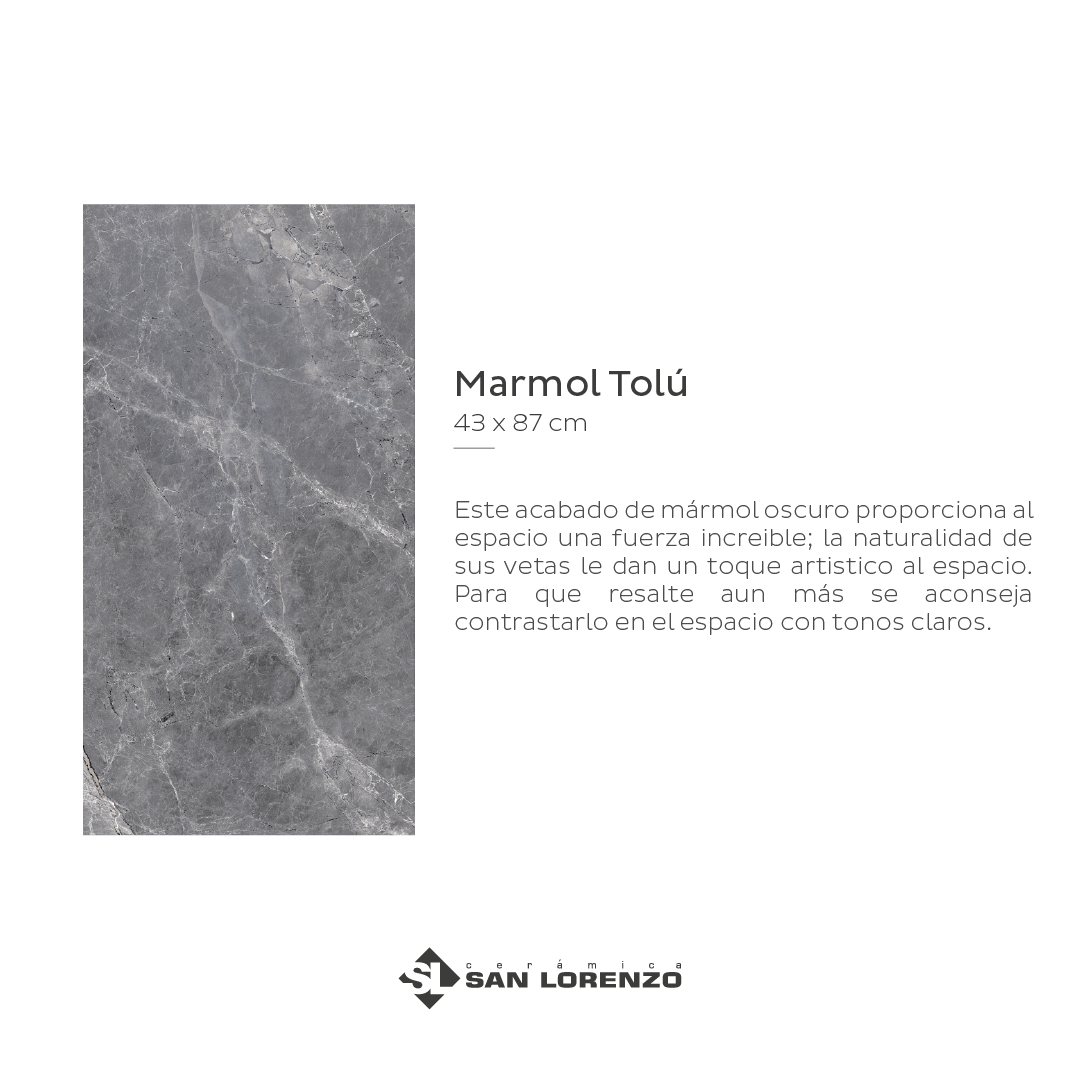 Marmol Tolú
43 x 87 cm
Este acabado de mármol oscuro proporciona al
espacio una fuerza increible; la naturalidad de
sus vetas le dan un toque artistico al espacio.
Para que resalte aun más se aconseja
contrastarlo en el espacio con tonos claros.
SL
cerámica
SAN LORENZO